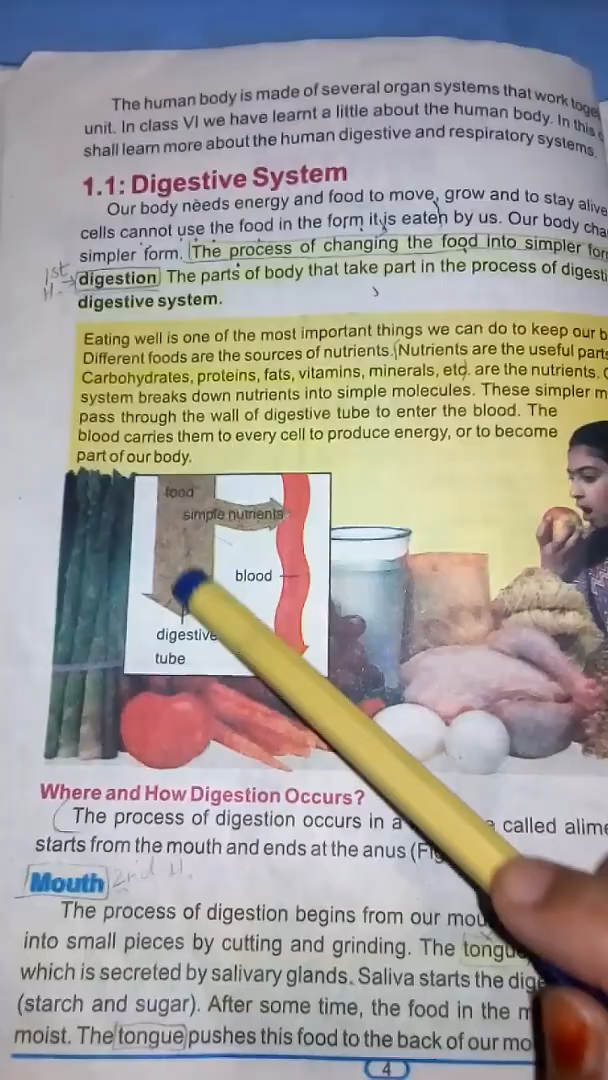 The human body is made of several organ systems that work
unit. In class VI we have learnt a little about the human body. In this
shall learn more about the human digestive and respiratory systems.
1.1: Digestive System
Our body needs energy and food to move, grow and to stay alive
cells cannot use the food in the form it is eaten by us. Our body
simpler form. The process of changing the food into simpler
1st
H. digestion The parts of body that take part in the process of
digestive system.
Eating well is one of the most important things we can do to keep our
Different foods are the sources of nutrients. Nutrients are the useful parts
Carbohydrates, proteins, fats, vitamins, minerals, etc. are the nutrients.
system breaks down nutrients into simple molecules. These simpler
pass through the wall of digestive tube to enter the blood. The
blood carries them to every cell to produce energy, or to become
part of our body.
food
simple nutrients
blood
digestive
tube
Where and How Digestion Occurs?
The process of digestion occurs in a called
starts from the mouth and ends at the anus
Mouth 2nd H.
The process of digestion begins from our
into small pieces by cutting and grinding. The tongue
which is secreted by salivary glands. Saliva starts the
(starch and sugar). After some time, the food in the
moist. The tongue pushes this food to the back of our
4